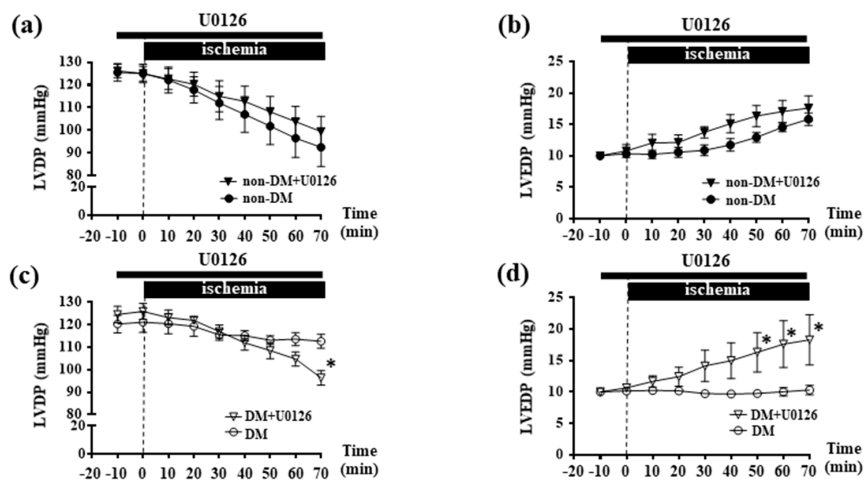 (a)
U0126
ischemia
130
120
110
100
90
20
0
LVDP (mmHg)
non-DM+U0126
non-DM
Time
(min)
-20 -10 0 10 20 30 40 50 60 70
(b)
U0126
ischemia
25
20
15
10
5
0
LVEDP (mmHg)
non-DM+U0126
non-DM
Time
(min)
-20 -10 0 10 20 30 40 50 60 70
(c)
U0126
ischemia
130
120
110
100
90
20
0
LVDP (mmHg)
*
DM+U0126
DM
Time
(min)
-20 -10 0 10 20 30 40 50 60 70
(d)
U0126
ischemia
25
20
15
10
5
0
LVEDP (mmHg)
* * *
DM+U0126
DM
Time
(min)
-20 -10 0 10 20 30 40 50 60 70